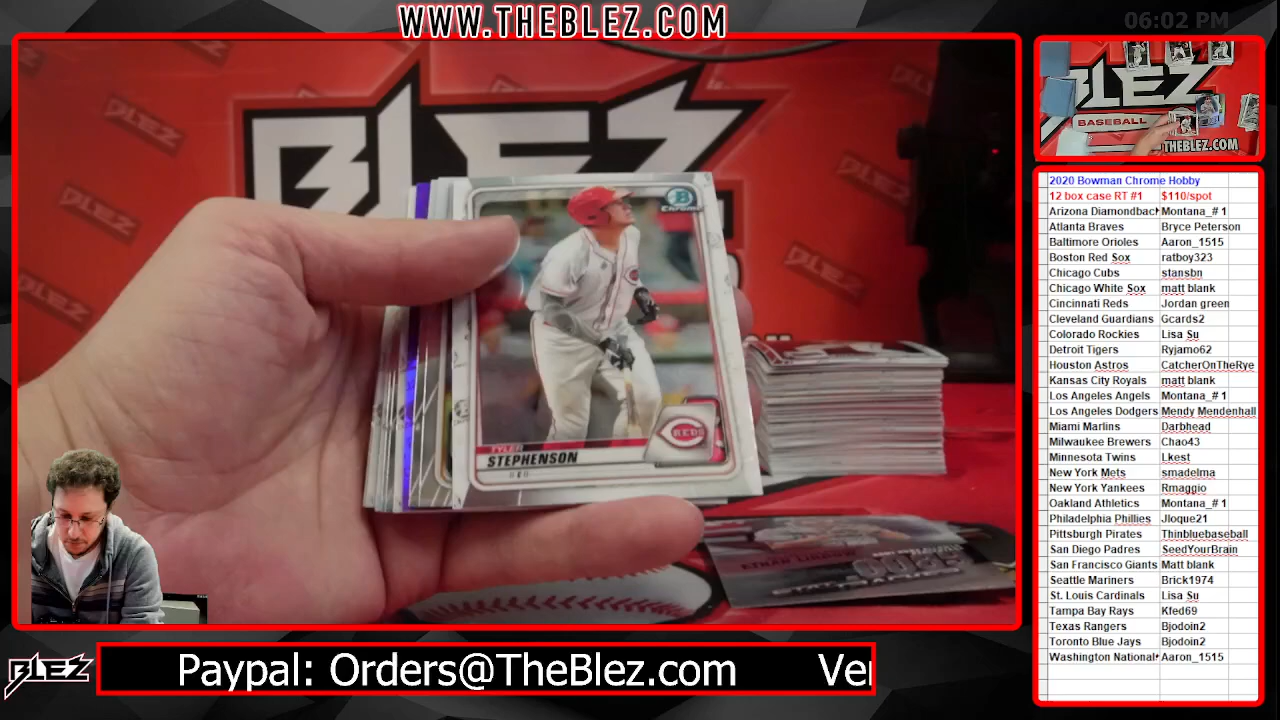 WWW.THEBLEZ.COM
06:02 PM
BLEZ
BLEZ
BASEBALL
THEBLEZ.COM
Chrome
REDS
TYLER
STEPHENSON
2020 Bowman Chrome Hobby
12 box case RT #1 $110/spot
Arizona Diamondback Montana_# 1
Atlanta Braves Bryce Peterson
Baltimore Orioles Aaron_1515
Boston Red Sox ratboy323
Chicago Cubs stansbn
Chicago White Sox matt blank
Cincinnati Reds Jordan green
Cleveland Guardians Gcards2
Colorado Rockies Lisa Su
Detroit Tigers Ryjamo62
Houston Astros CatcherOnTheRye
Kansas City Royals matt blank
Los Angeles Angels Montana_# 1
Los Angeles Dodgers Mendy Mendenhall
Miami Marlins Darbhead
Milwaukee Brewers Chao43
Minnesota Twins Lkest
New York Mets smadelma
New York Yankees Rmaggio
Oakland Athletics Montana_# 1
Philadelphia Phillies Jloque21
Pittsburgh Pirates Thinbluebaseball
San Diego Padres SeedYourBrain
San Francisco Giants Matt blank
Seattle Mariners Brick1974
St. Louis Cardinals Lisa Su
Tampa Bay Rays Kfed69
Texas Rangers Bjodoin2
Toronto Blue Jays Bjodoin2
Washington National Aaron_1515
BLEZ
Paypal: Orders@TheBlez.com Ve